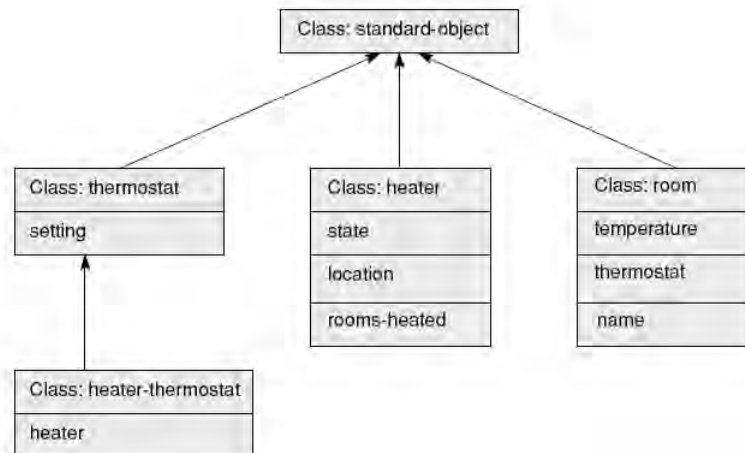 Class: standard-object
Class: thermostat
setting
Class: heater
state
location
rooms-heated
Class: room
temperature
thermostat
name
Class: heater-thermostat
heater